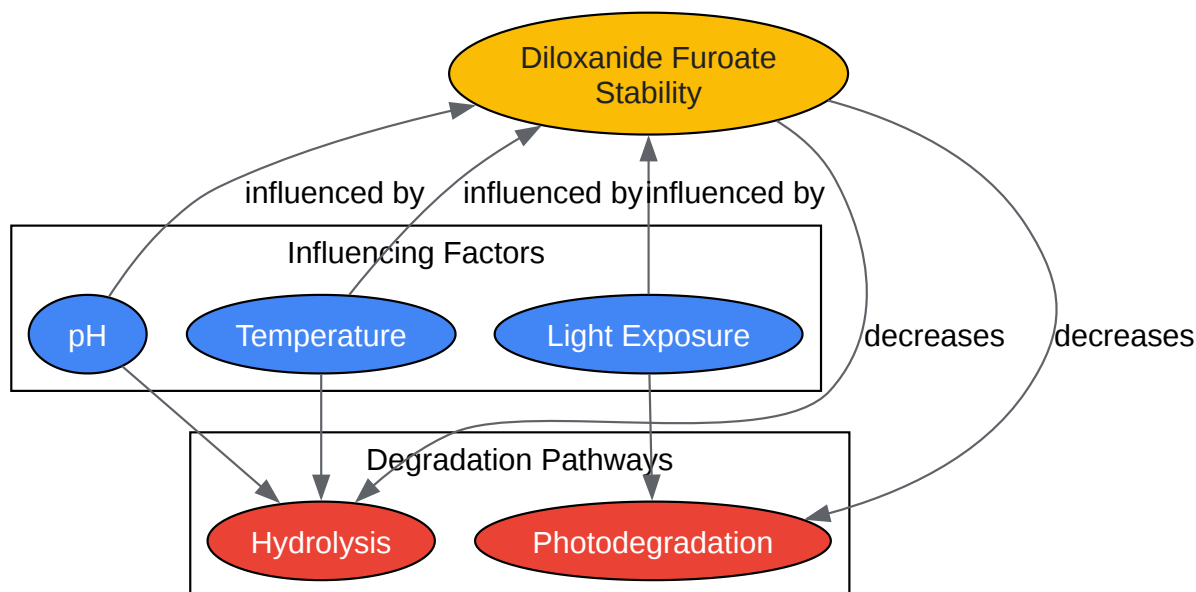 Diloxanide Furoate
Stability
influenced by
influenced by
influenced by
Influencing Factors
pH
Temperature
Light Exposure
decreases
decreases
Degradation Pathways
Hydrolysis
Photodegradation